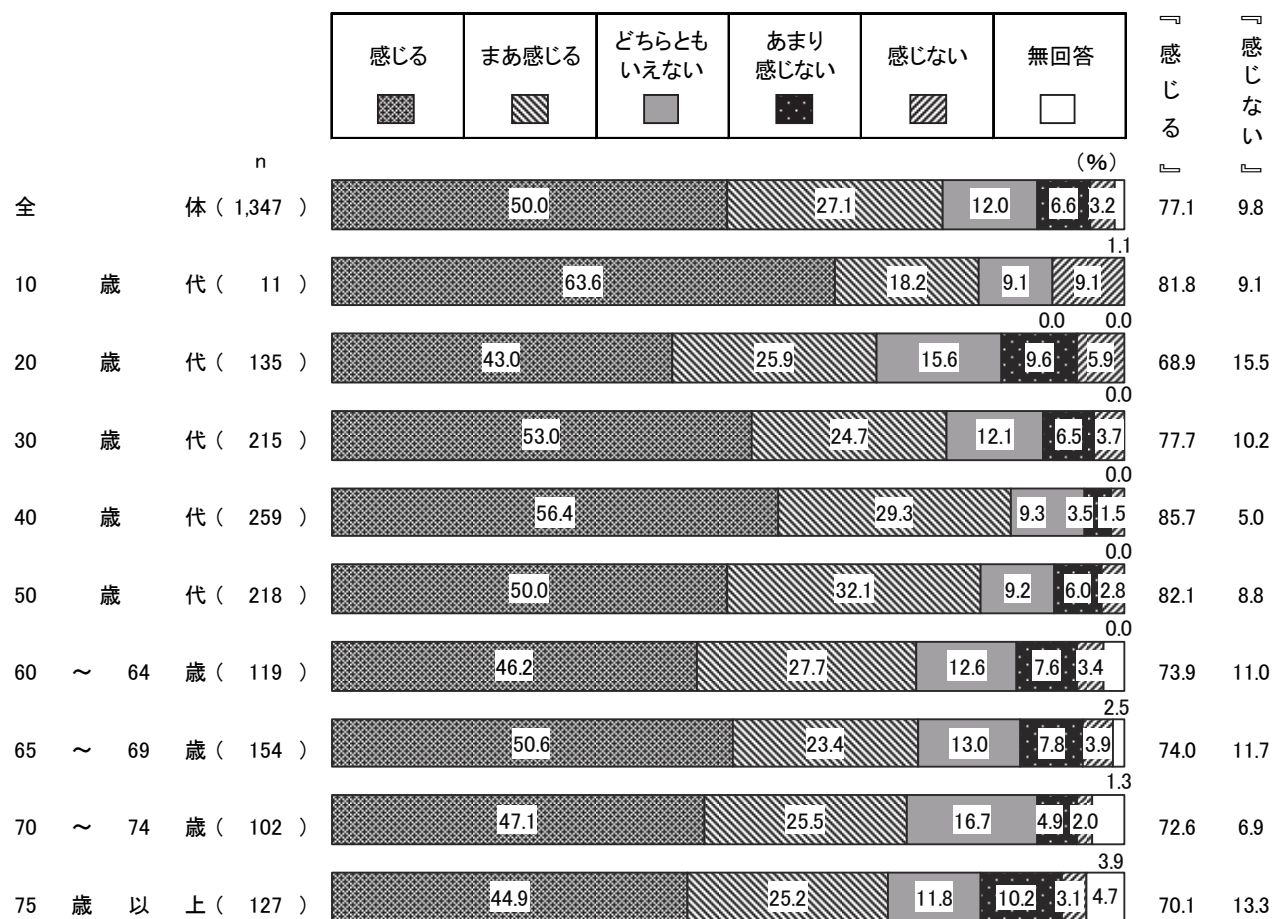 感じる まあ感じる どちらとも いえない あまり 感じない 感じない 無回答 『感じる』 『感じない』
n (%)
全 体 ( 1,347 ) 50.0 27.1 12.0 6.6 3.2 77.1 9.8
1.1
10 歳 代 ( 11 ) 63.6 18.2 9.1 9.1 81.8 9.1
0.0 0.0
20 歳 代 ( 135 ) 43.0 25.9 15.6 9.6 5.9 68.9 15.5
0.0
30 歳 代 ( 215 ) 53.0 24.7 12.1 6.5 3.7 77.7 10.2
0.0
40 歳 代 ( 259 ) 56.4 29.3 9.3 3.5 1.5 85.7 5.0
0.0
50 歳 代 ( 218 ) 50.0 32.1 9.2 6.0 2.8 82.1 8.8
0.0
60 ～ 64 歳 ( 119 ) 46.2 27.7 12.6 7.6 3.4 73.9 11.0
2.5
65 ～ 69 歳 ( 154 ) 50.6 23.4 13.0 7.8 3.9 74.0 11.7
1.3
70 ～ 74 歳 ( 102 ) 47.1 25.5 16.7 4.9 2.0 72.6 6.9
3.9
75 歳 以 上 ( 127 ) 44.9 25.2 11.8 10.2 3.1 4.7 70.1 13.3